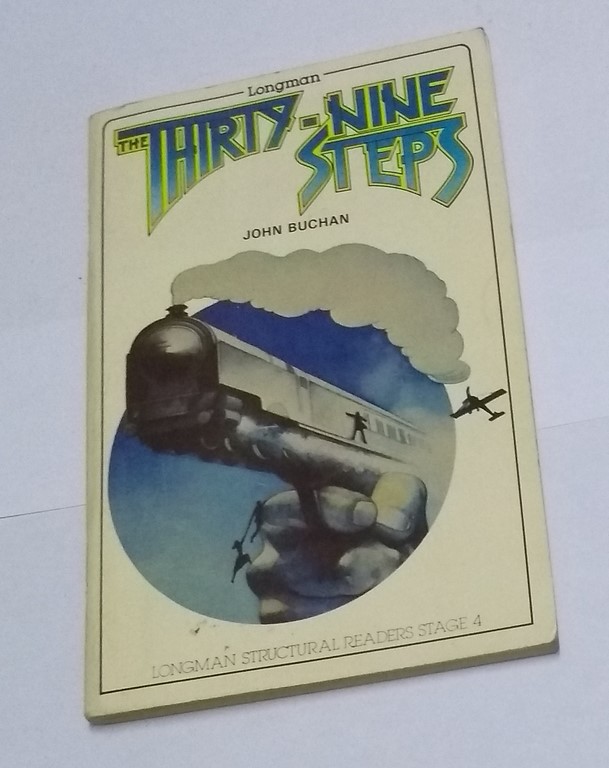 Longman
THE THIRTY-NINE
STEPS
JOHN BUCHAN
LONGMAN STRUCTURAL READERS STAGE 4